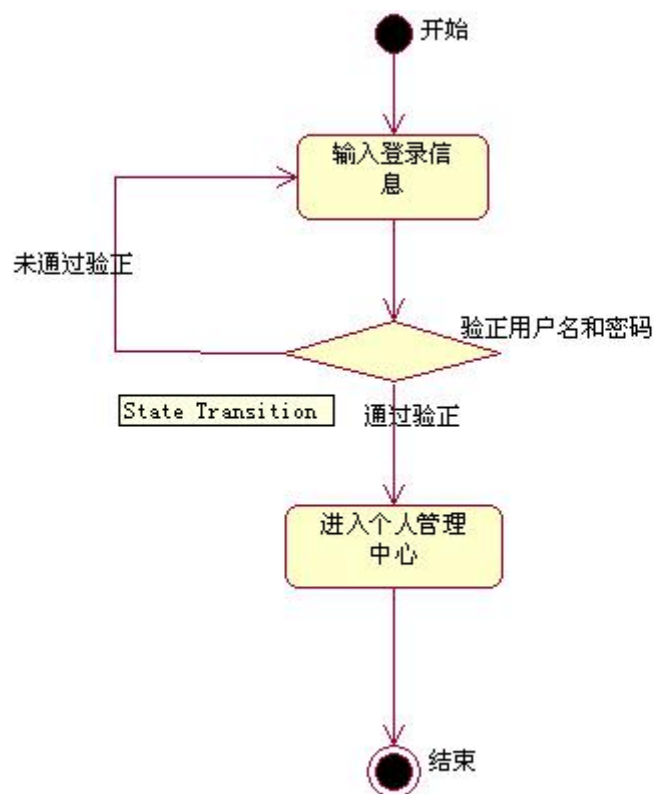 开始
输入登录信
息
未通过验正
验正用户名和密码
State Transition
通过验正
进入个人管理
中心
结束